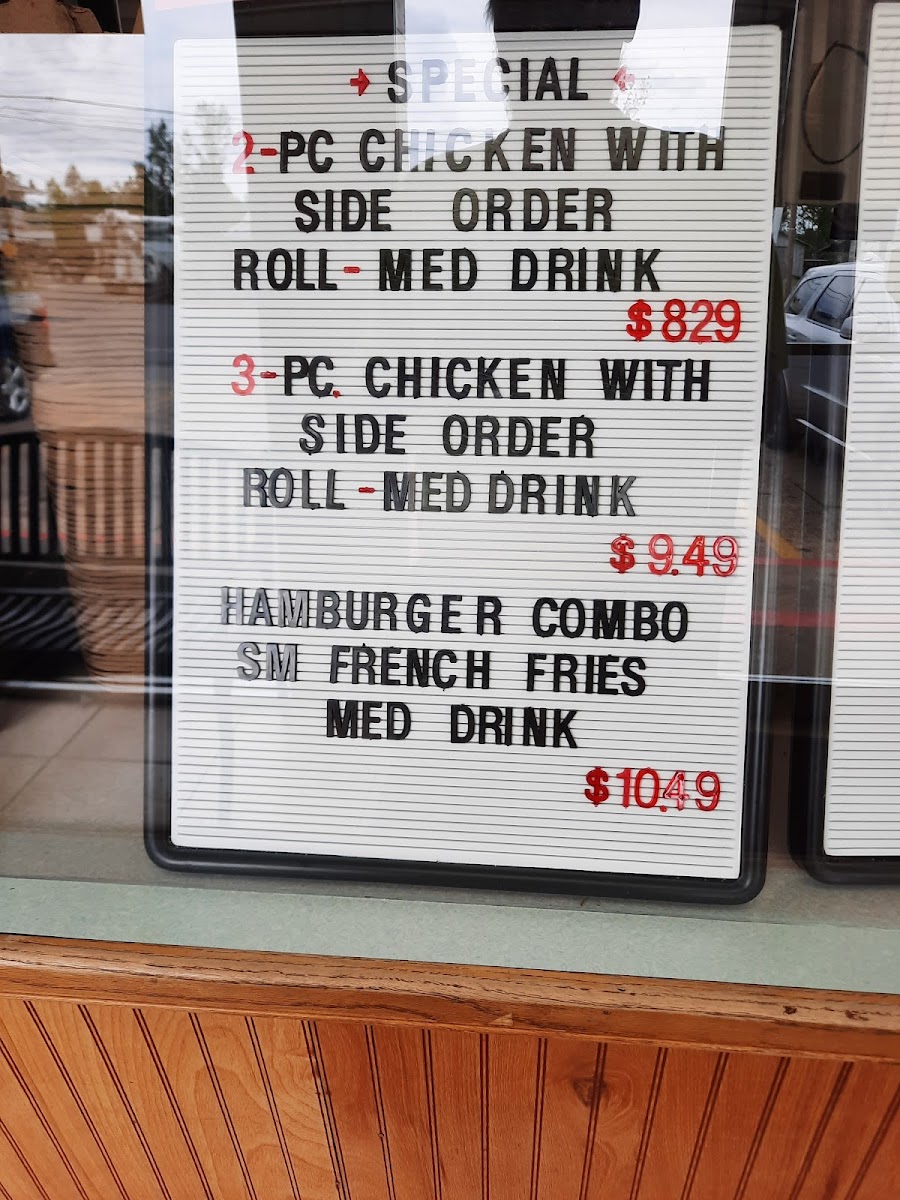 → SPECIAL ←
2-PC CHICKEN WITH
SIDE ORDER
ROLL- MED DRINK
$829
3-PC. CHICKEN WITH
SIDE ORDER
ROLL-MED DRINK
$9.49
HAMBURGER COMBO
SM FRENCH FRIES
MED DRINK
$10.49